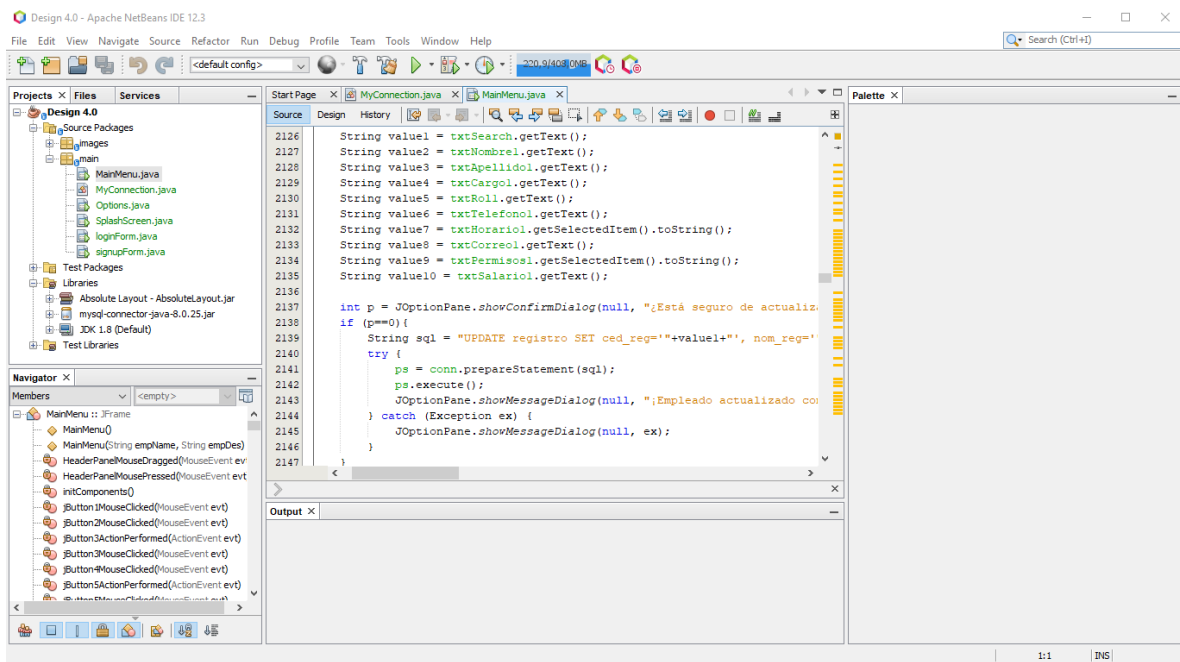 Design 4.0 - Apache NetBeans IDE 12.3
File Edit View Navigate Source Refactor Run Debug Profile Team Tools Window Help
Search (Ctrl+I)
<default config>
220,9/409,0MB
Projects Files Services
Design 4.0
Source Packages
images
main
MainMenu.java
MyConnection.java
Options.java
SplashScreen.java
loginForm.java
signupForm.java
Test Packages
Libraries
Absolute Layout - AbsoluteLayout.jar
mysql-connector-java-8.0.25.jar
JDK 1.8 (Default)
Test Libraries
Navigator
Members <empty>
MainMenu :: JFrame
MainMenu()
MainMenu(String empName, String empDes)
HeaderPanelMouseDragged(MouseEvent ev
HeaderPanelMousePressed(MouseEvent evt
initComponents()
jButton1MouseClicked(MouseEvent evt)
jButton2MouseClicked(MouseEvent evt)
jButton3ActionPerformed(ActionEvent evt)
jButton3MouseClicked(MouseEvent evt)
jButton4MouseClicked(MouseEvent evt)
jButton5ActionPerformed(ActionEvent evt)
jButton5MouseClicked(MouseEvent evt)
Start Page MyConnection.java MainMenu.java
Source Design History
2126 String value1 = txtSearch.getText();
2127 String value2 = txtNombre1.getText();
2128 String value3 = txtApellido1.getText();
2129 String value4 = txtCargo1.getText();
2130 String value5 = txtRol1.getText();
2131 String value6 = txtTelefono1.getText();
2132 String value7 = txtHorario1.getSelectedItem().toString();
2133 String value8 = txtCorreo1.getText();
2134 String value9 = txtPermisos1.getSelectedItem().toString();
2135 String value10 = txtSalario1.getText();
2136
2137 int p = JOptionPane.showConfirmDialog(null, "¿Está seguro de actualiz
2138 if (p==0){
2139 String sql = "UPDATE registro SET ced_reg='"+value1+"', nom_reg='
2140 try {
2141 ps = conn.prepareStatement(sql);
2142 ps.execute();
2143 JOptionPane.showMessageDialog(null, "¡Empleado actualizado co
2144 } catch (Exception ex) {
2145 JOptionPane.showMessageDialog(null, ex);
2146 }
2147 }
Output
Palette
1:1 INS